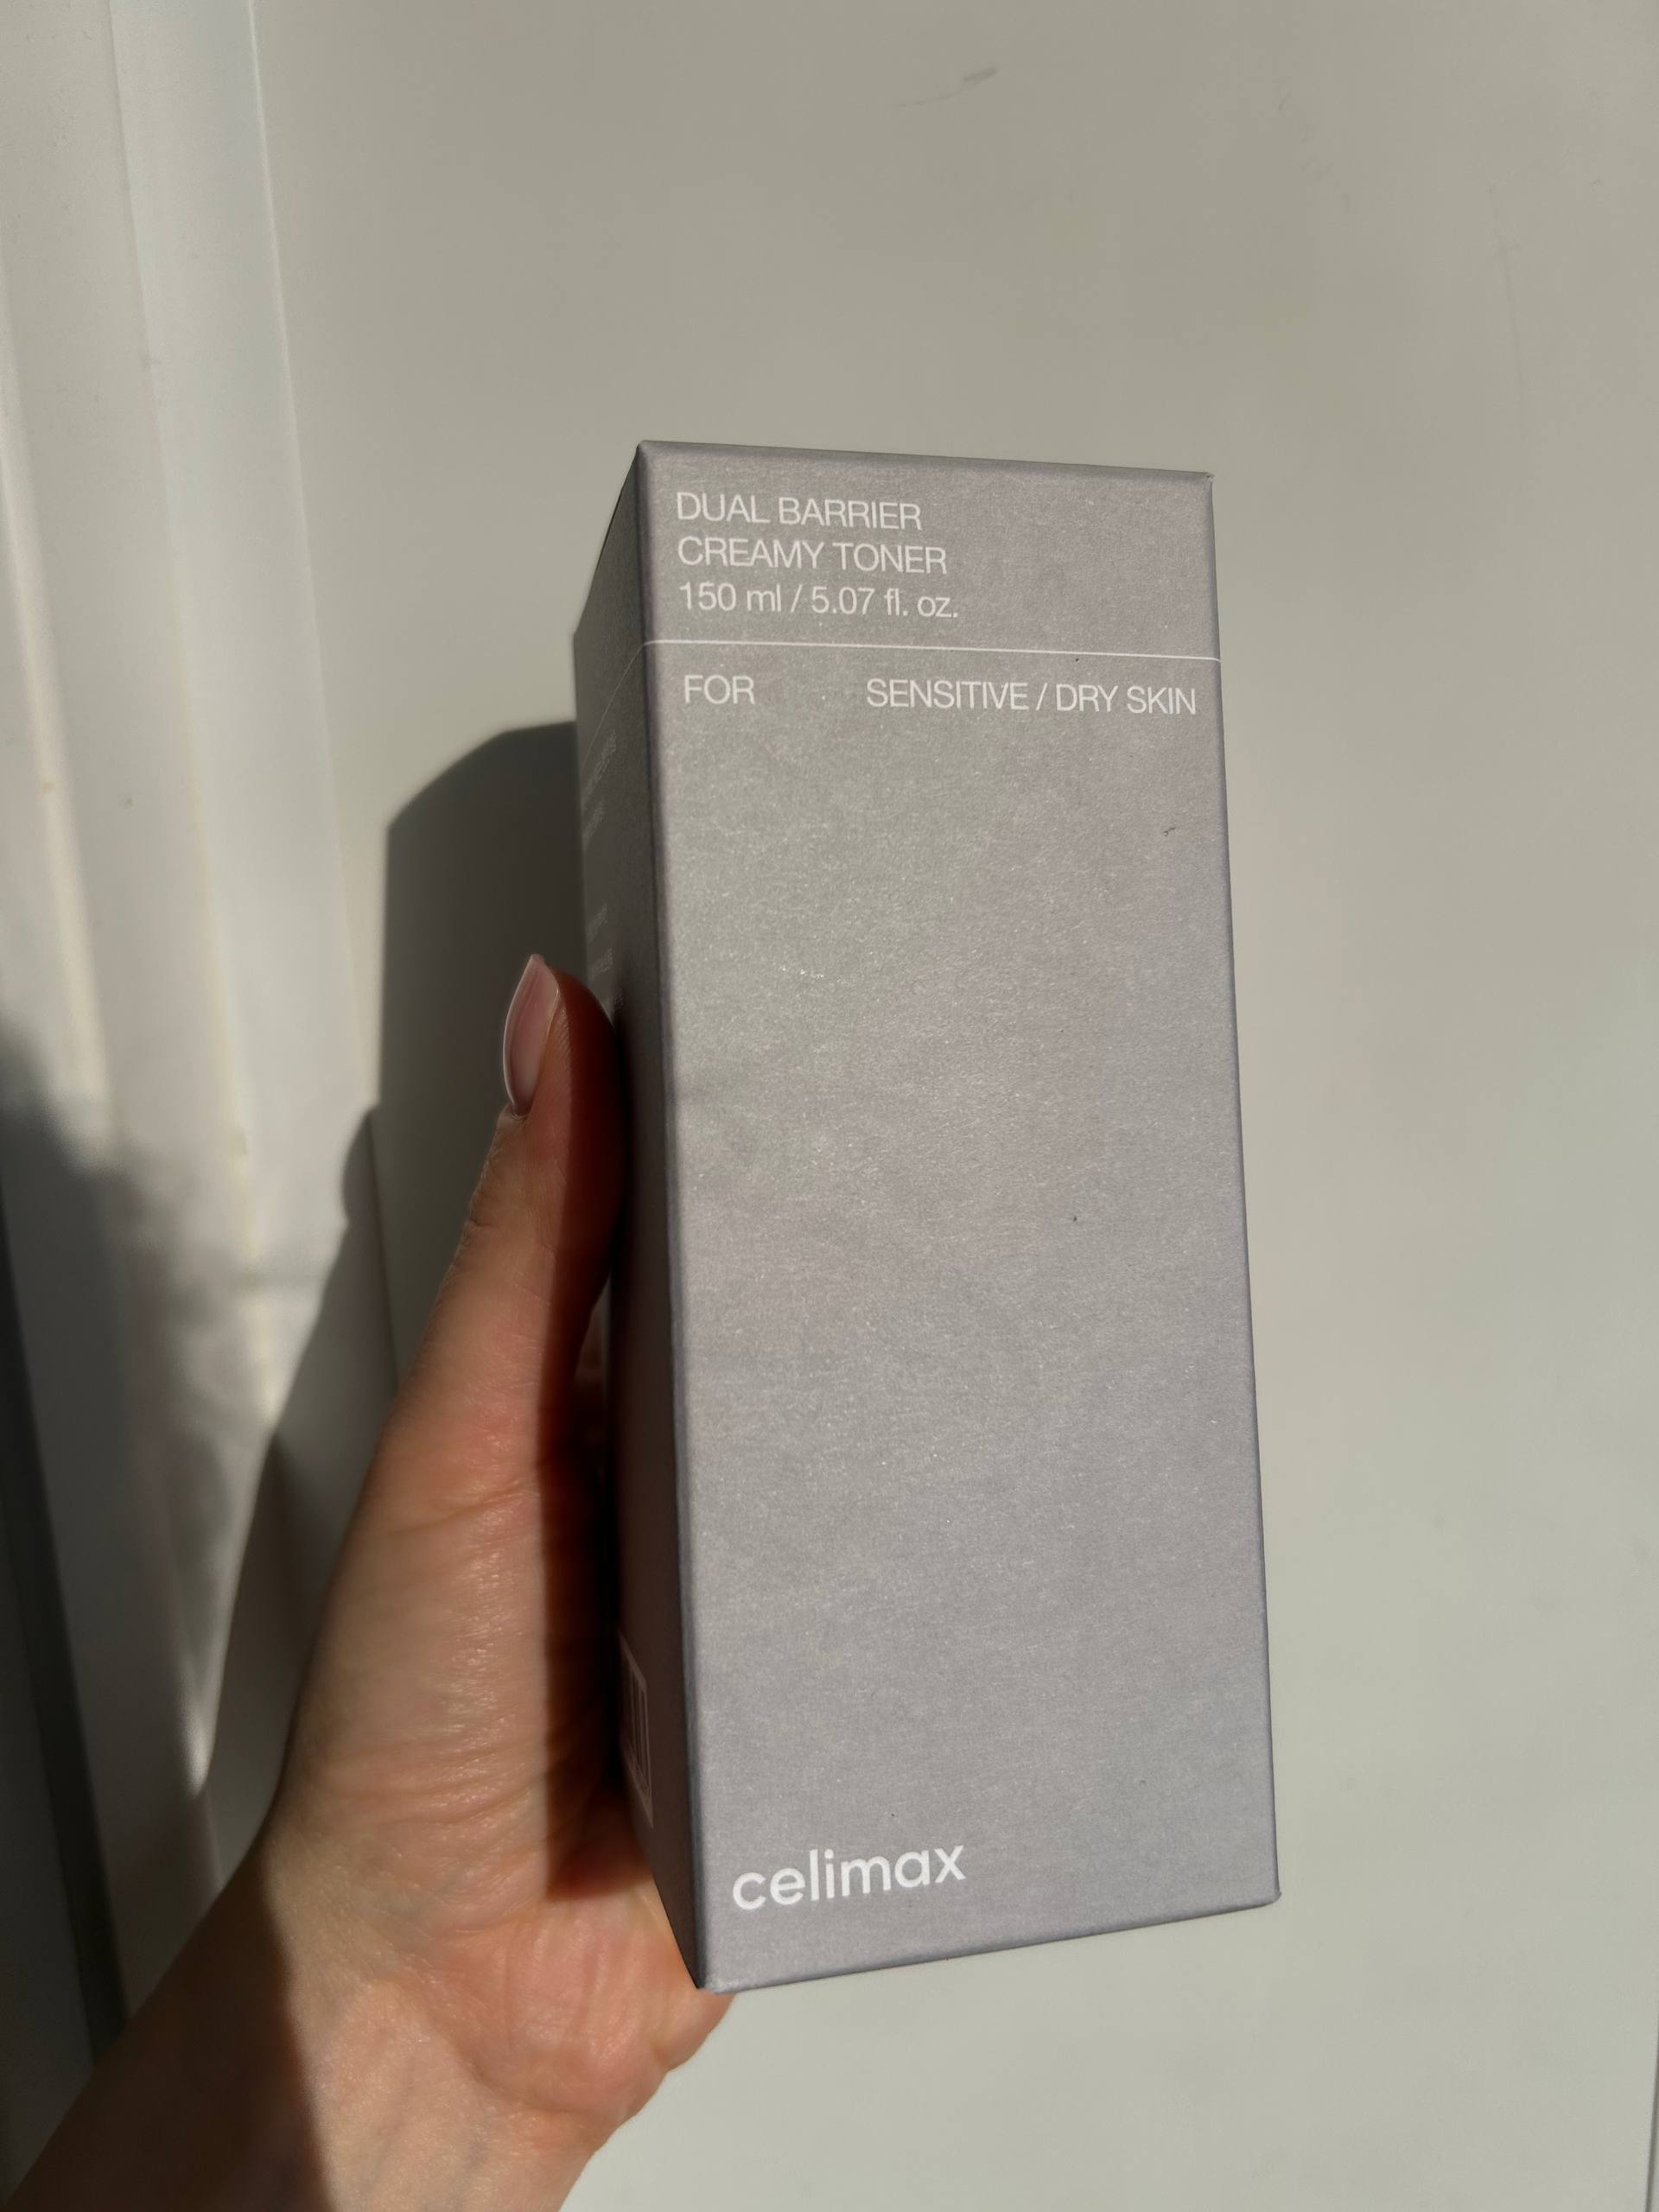 DUAL BARRIER
CREAMY TONER
150 ml / 5.07 fl. oz.
FOR SENSITIVE / DRY SKIN
celimax